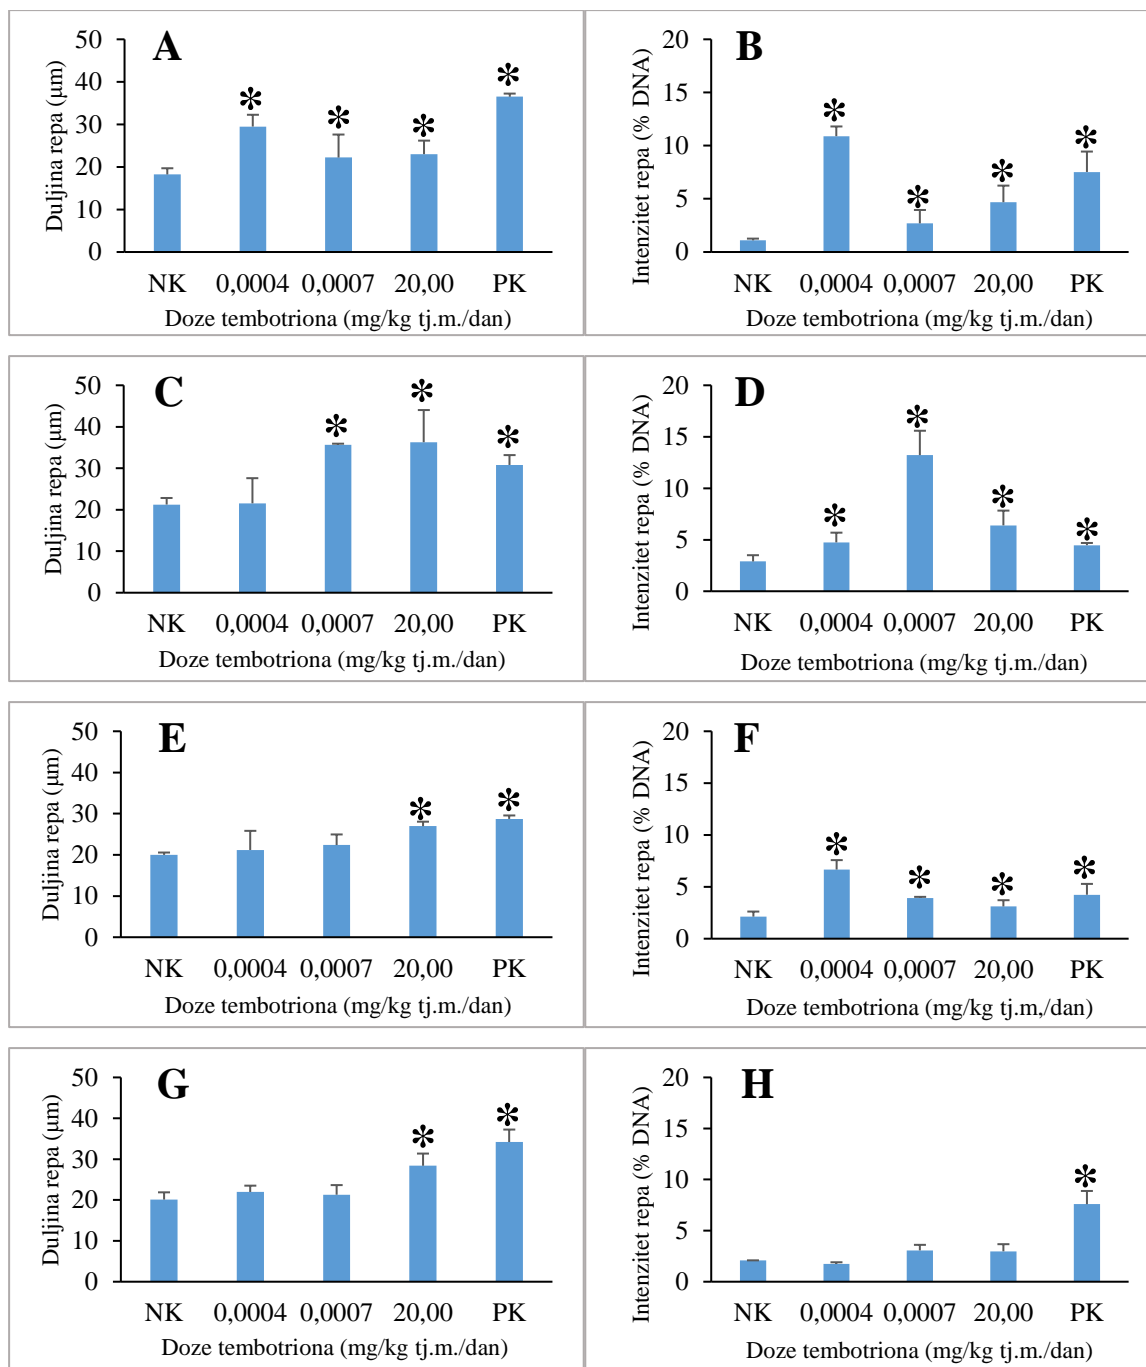 A
Duljina repa (µm)
50
40
30
20
10
0
* * * *
NK 0,0004 0,0007 20,00 PK
Doze tembotriona (mg/kg tj.m./dan)
B
Intenzitet repa (% DNA)
20
15
10
5
0
* * * *
NK 0,0004 0,0007 20,00 PK
Doze tembotriona (mg/kg tj.m./dan)
C
Duljina repa (µm)
50
40
30
20
10
0
* * *
NK 0,0004 0,0007 20,00 PK
Doze tembotriona (mg/kg tj.m./dan)
D
Intenzitet repa (% DNA)
20
15
10
5
0
* * * *
NK 0,0004 0,0007 20,00 PK
Doze tembotriona (mg/kg tj.m./dan)
E
Duljina repa (µm)
50
40
30
20
10
0
* *
NK 0,0004 0,0007 20,00 PK
Doze tembotriona (mg/kg tj.m./dan)
F
Intenzitet repa (% DNA)
20
15
10
5
0
* * * *
NK 0,0004 0,0007 20,00 PK
Doze tembotriona (mg/kg tj.m,/dan)
G
Duljina repa (µm)
50
40
30
20
10
0
* *
NK 0,0004 0,0007 20,00 PK
Doze tembotriona (mg/kg tj.m./dan)
H
Intenzitet repa (% DNA)
20
15
10
5
0
*
NK 0,0004 0,0007 20,00 PK
Doze tembotriona (mg/kg tj.m./dan)